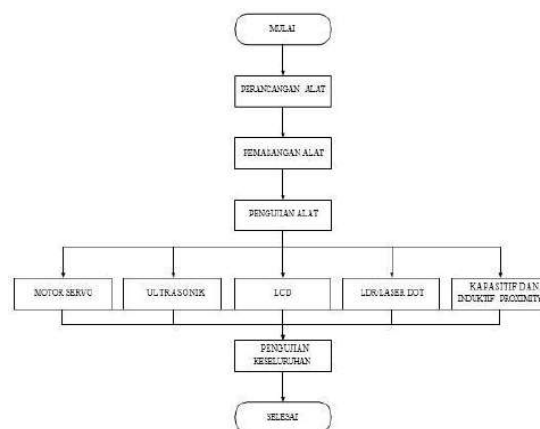 MULAI
PERANCANGAN ALAT
PEMASANGAN ALAT
PENGUJIAN ALAT
MOTOR SERVO
ULTRASONIK
LCD
LDR/LASER DOT
KAPASITIF DAN
INDUKTIF PROXIMITY
PENGUJIAN
KESELURUHAN
SELESAI